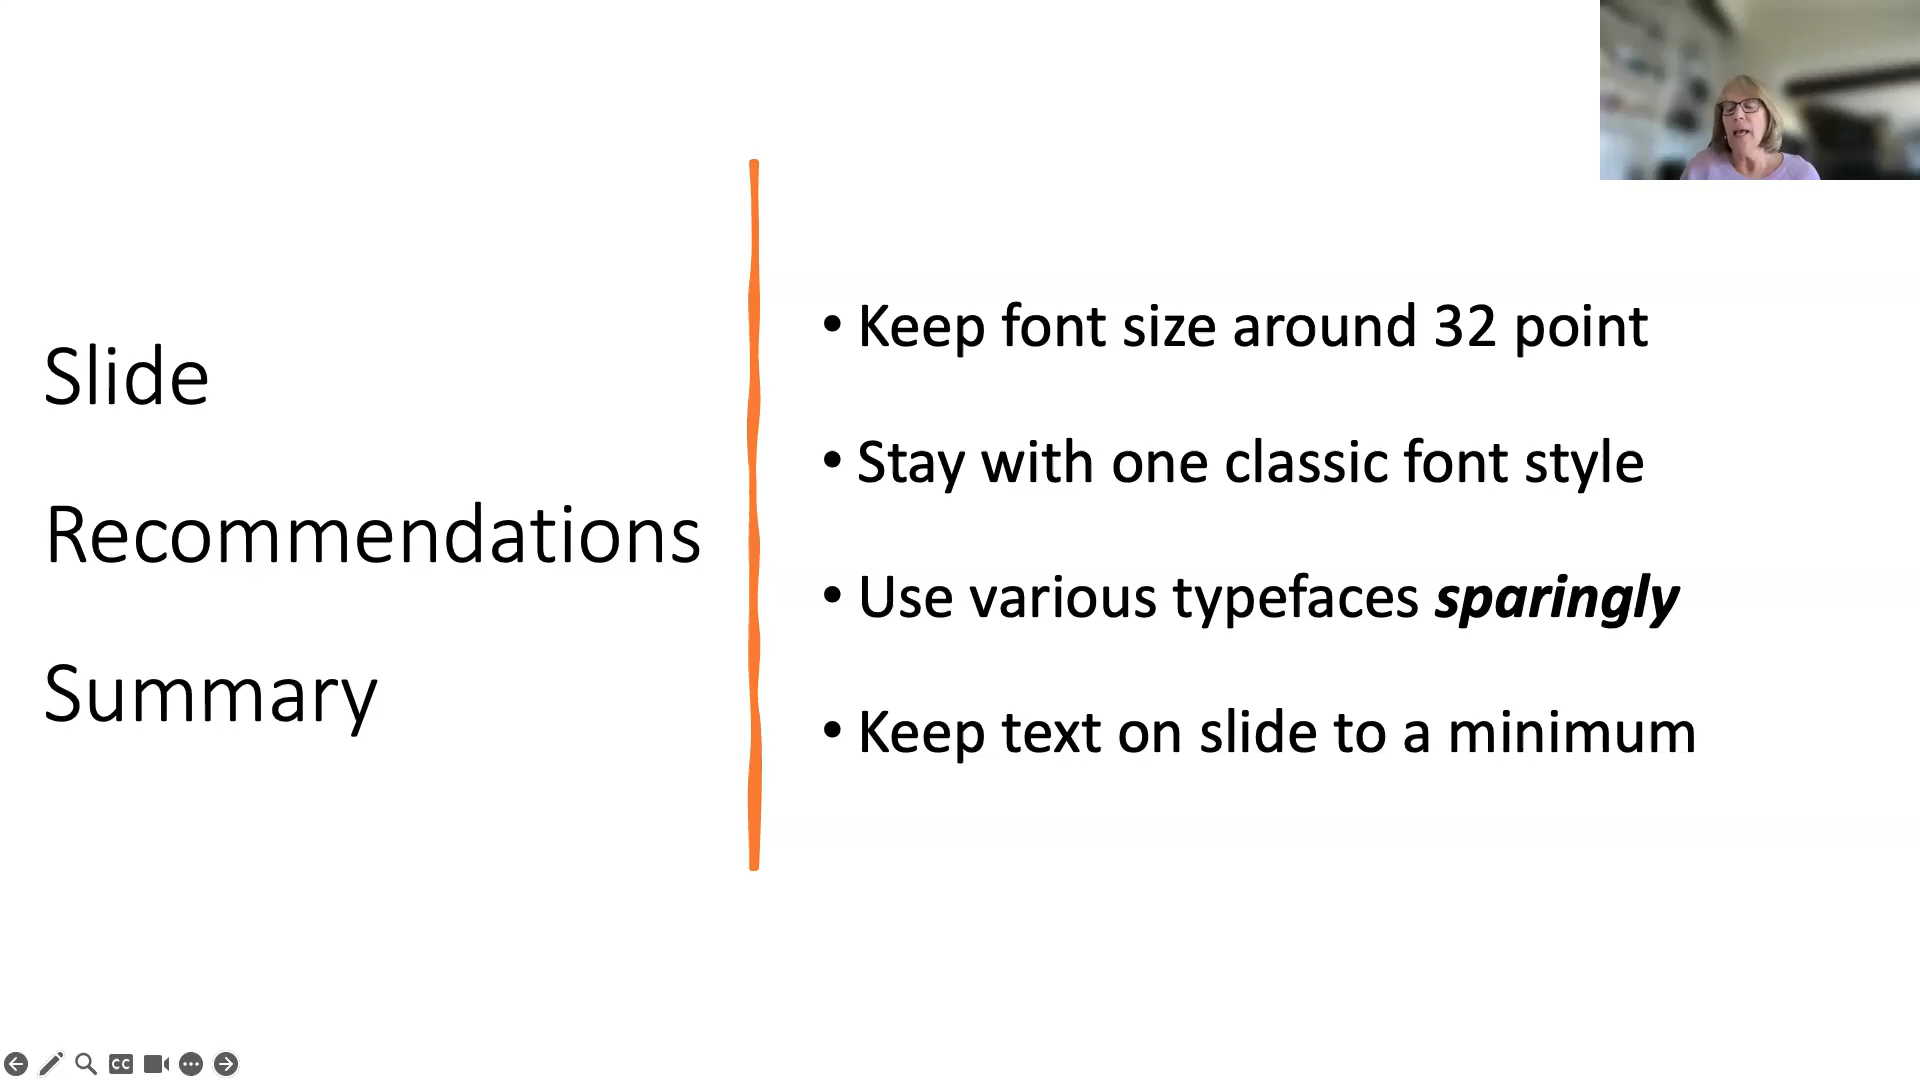 Slide
Recommendations
Summary
• Keep font size around 32 point
• Stay with one classic font style
• Use various typefaces sparingly
• Keep text on slide to a minimum
CC